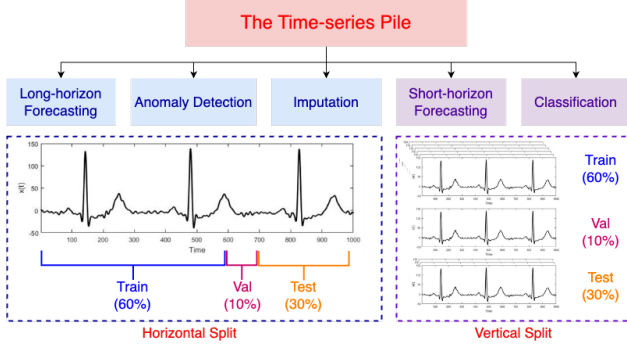 The Time-series Pile
Long-horizon
Forecasting
Anomaly Detection
Imputation
Short-horizon
Forecasting
Classification
150
100
50
0
-50
x(t)
100 200 300 400 500 600 700 800 900 1000
Time
Train
(60%)
Val
(10%)
Test
(30%)
Horizontal Split
Train
(60%)
Val
(10%)
Test
(30%)
Vertical Split